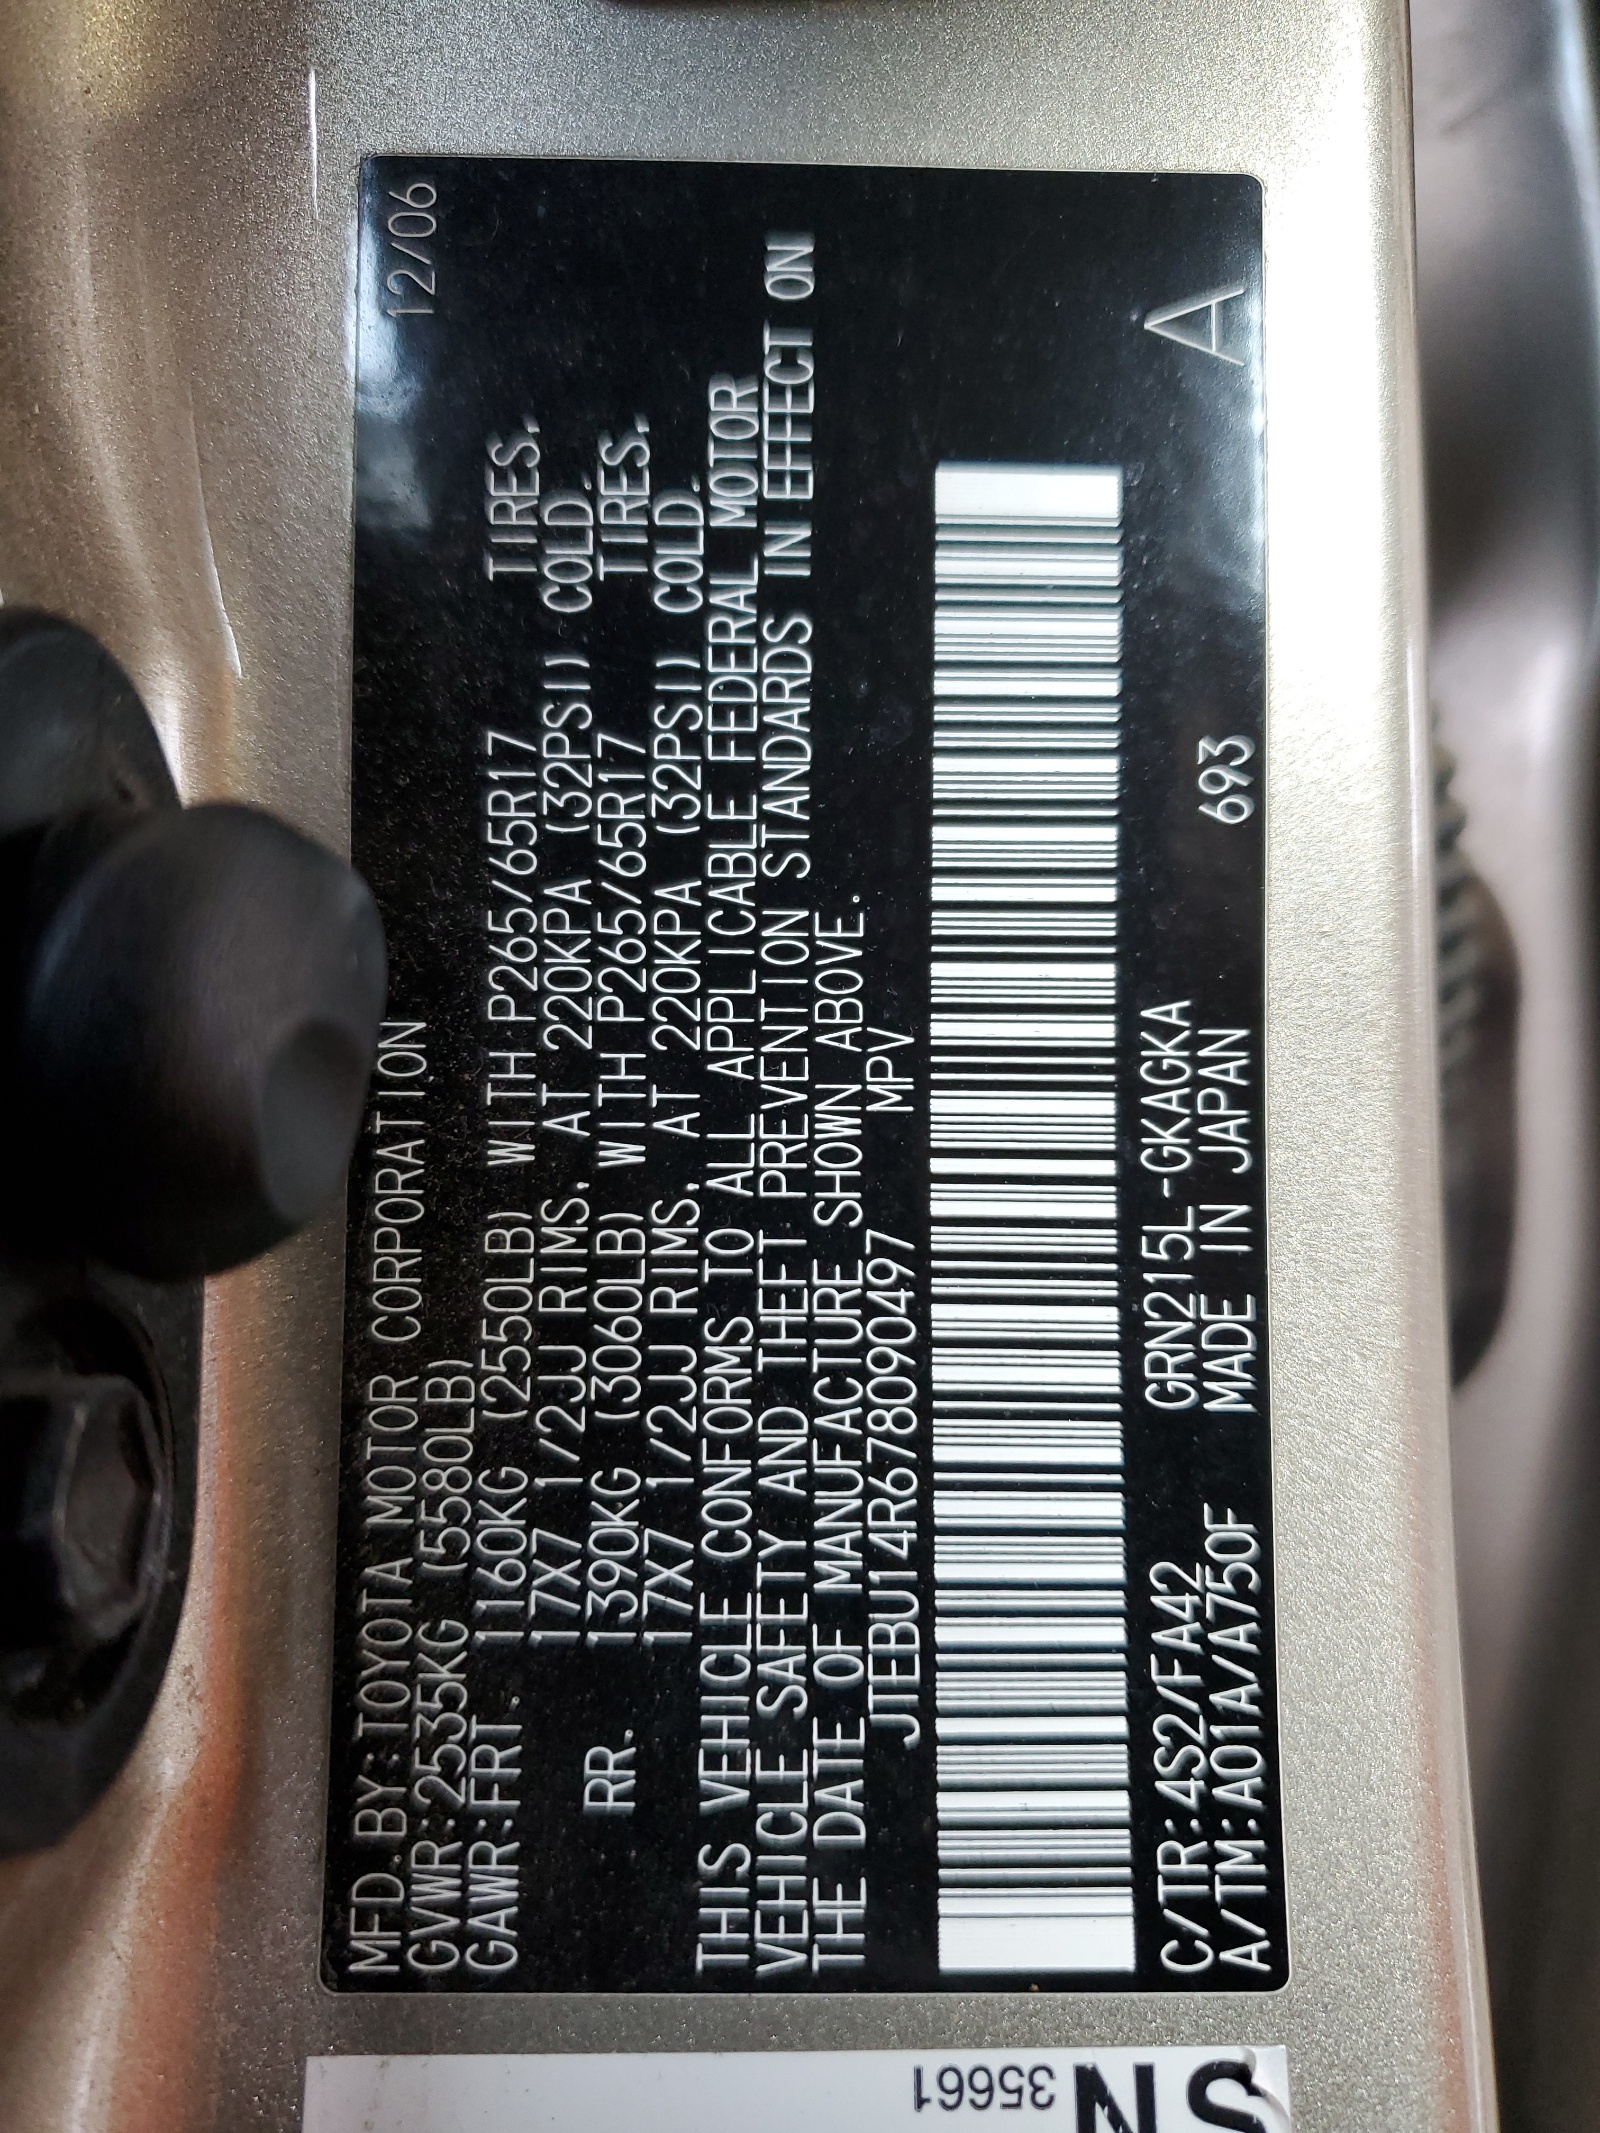 MFD.BY:TOYOTA MOTOR CORPORATION 12/06
GVWR:2535KG (5580LB)
GAWR:FRT. 1160KG (2550LB) WITH P265/65R17 TIRES,
17X7 1/2JJ RIMS, AT 220KPA (32PSI) COLD.
RR. 1390KG (3060LB) WITH P265/65R17 TIRES,
17X7 1/2JJ RIMS, AT 220KPA (32PSI) COLD.
THIS VEHICLE CONFORMS TO ALL APPLICABLE FEDERAL MOTOR
VEHICLE SAFETY AND THEFT PREVENTION STANDARDS IN EFFECT ON
THE DATE OF MANUFACTURE SHOWN ABOVE.
JTEBU14R678090497 MPV
C/TR:4S2/FA42 GRN215L-GKAGKA A
A/TM:A01A/A750F MADE IN JAPAN 693
35661
SN